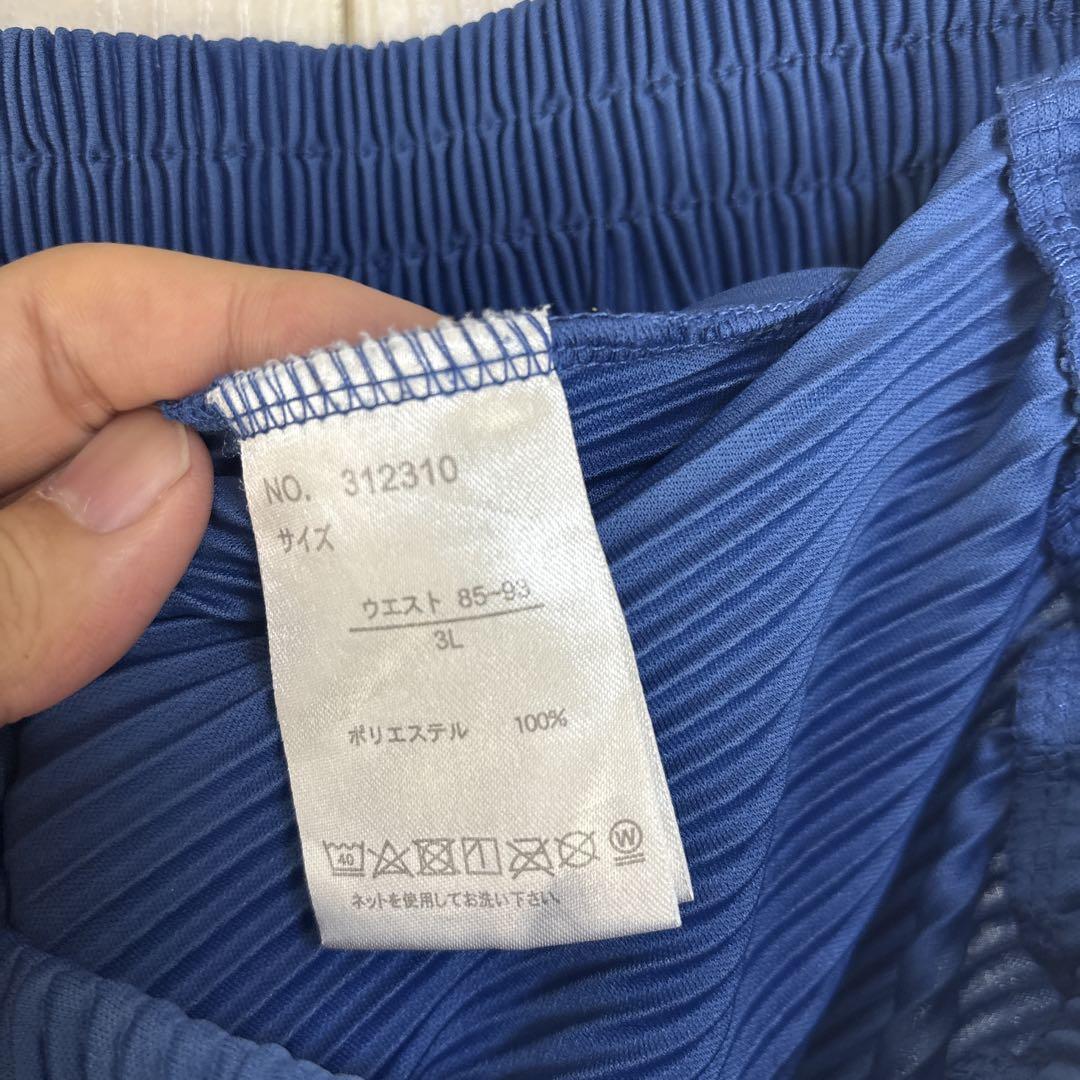 NO. 312310
サイズ
ウエスト 85-93
3L
ポリエステル 100%
40 W
ネットを使用してお洗い下さい。